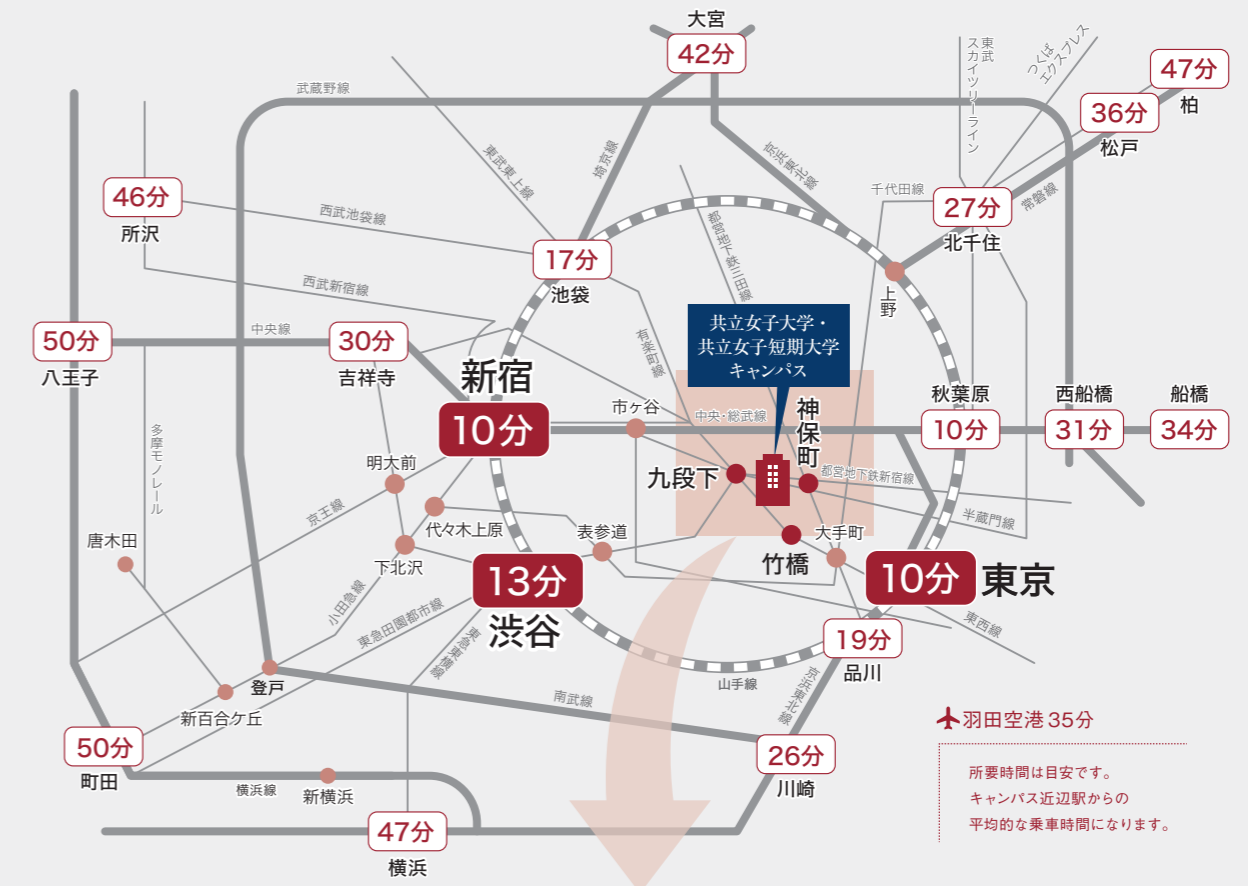 大宮
42分
東武
スカイツリーライン
つくば
エクスプレス
47分
柏
36分
松戸
武蔵野線
埼京線
京浜東北線
東武東上線
千代田線
常磐線
27分
北千住
46分
所沢
西武池袋線
都営地下鉄三田線
17分
池袋
上野
西武新宿線
有楽町線
共立女子大学・
共立女子短期大学
キャンパス
50分
八王子
中央線
30分
吉祥寺
新宿
10分
市ヶ谷
中央・総武線
神保町
秋葉原
10分
西船橋
31分
船橋
34分
多摩モノレール
明大前
九段下
都営地下鉄新宿線
京王線
代々木上原
表参道
大手町
半蔵門線
唐木田
下北沢
竹橋
13分
渋谷
10分
東京
小田急線
東急田園都市線
東急東横線
東西線
19分
品川
山手線
登戸
新百合ケ丘
南武線
京浜東北線
羽田空港35分
50分
町田
26分
川崎
横浜線
新横浜
47分
横浜
所要時間は目安です。
キャンパス近辺駅からの
平均的な乗車時間になります。